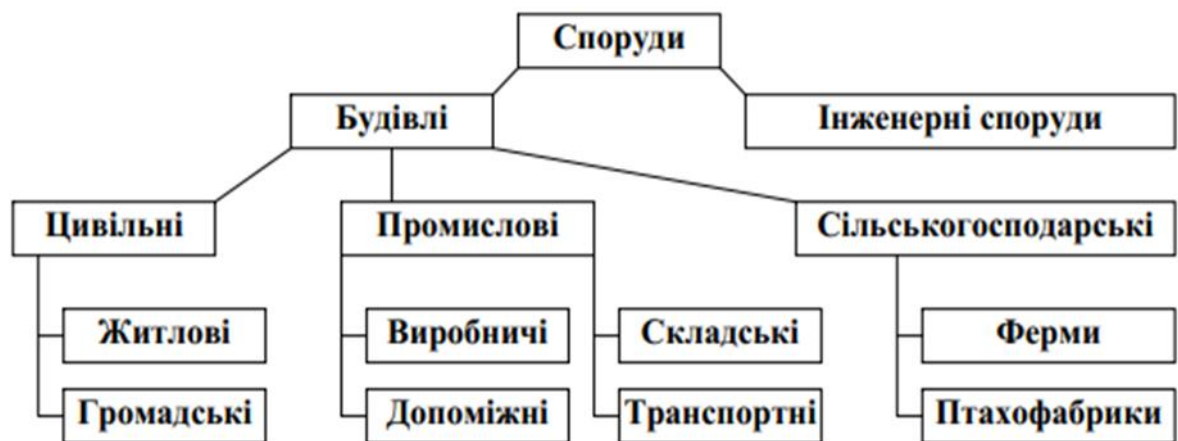 Споруди
Будівлі
Інженерні споруди
Цивільні
Промислові
Сільськогосподарські
Житлові
Виробничі
Складські
Ферми
Громадські
Допоміжні
Транспортні
Птахофабрики